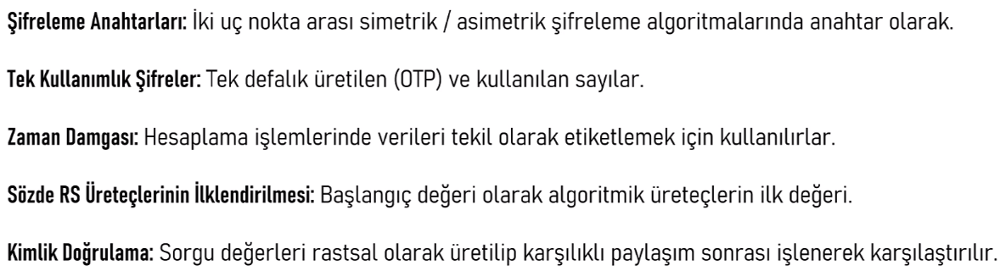 Şifreleme Anahtarları: İki uç nokta arası simetrik / asimetrik şifreleme algoritmalarında anahtar olarak.
Tek Kullanımlık Şifreler: Tek defalık üretilen (OTP) ve kullanılan sayılar.
Zaman Damgası: Hesaplama işlemlerinde verileri tekil olarak etiketlemek için kullanılırlar.
Sözde RS Üreteçlerinin İlklendirilmesi: Başlangıç değeri olarak algoritmik üreteçlerin ilk değeri.
Kimlik Doğrulama: Sorgu değerleri rastsal olarak üretilip karşılıklı paylaşım sonrası işlenerek karşılaştırılır.